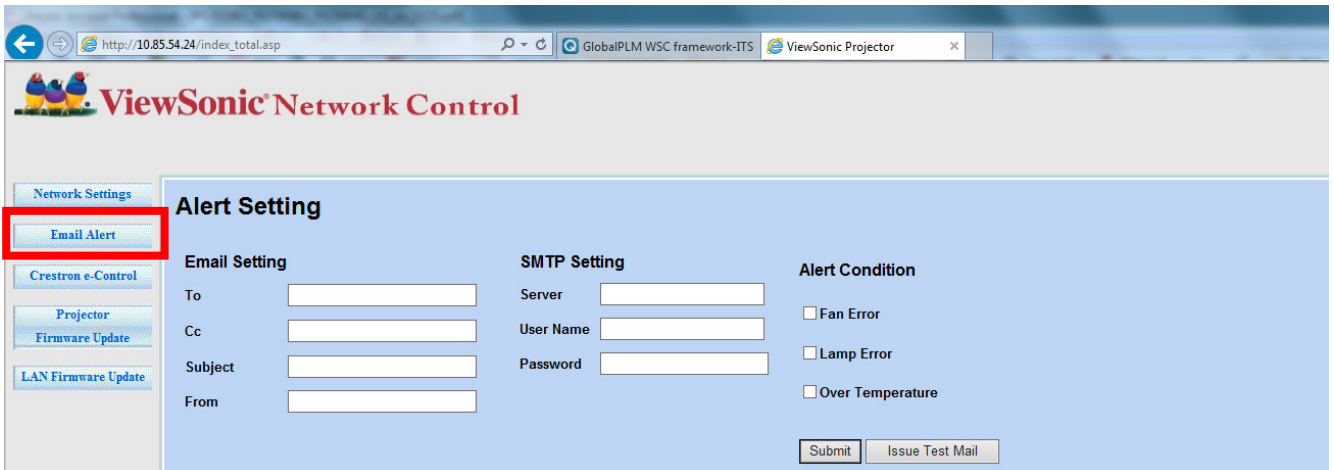 http://10.85.54.24/index_total.asp
GlobalPLM WSC framework-ITS
ViewSonic Projector
ViewSonic® Network Control
Network Settings
Email Alert
Crestron e-Control
Projector
Firmware Update
LAN Firmware Update
Alert Setting
Email Setting
To
Cc
Subject
From
SMTP Setting
Server
User Name
Password
Alert Condition
Fan Error
Lamp Error
Over Temperature
Submit
Issue Test Mail